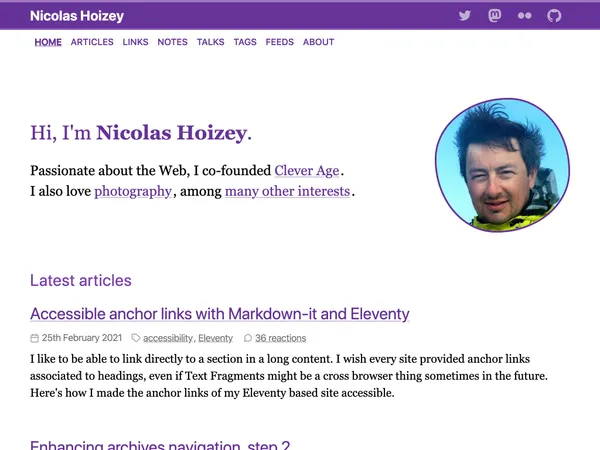 Nicolas Hoizey
HOME ARTICLES LINKS NOTES TALKS TAGS FEEDS ABOUT
Hi, I'm Nicolas Hoizey.
Passionate about the Web, I co-founded Clever Age.
I also love photography, among many other interests.
Latest articles
Accessible anchor links with Markdown-it and Eleventy
25th February 2021 accessibility, Eleventy 36 reactions
I like to be able to link directly to a section in a long content. I wish every site provided anchor links
associated to headings, even if Text Fragments might be a cross browser thing sometimes in the future.
Here's how I made the anchor links of my Eleventy based site accessible.
Enhancing archives navigation, step 2